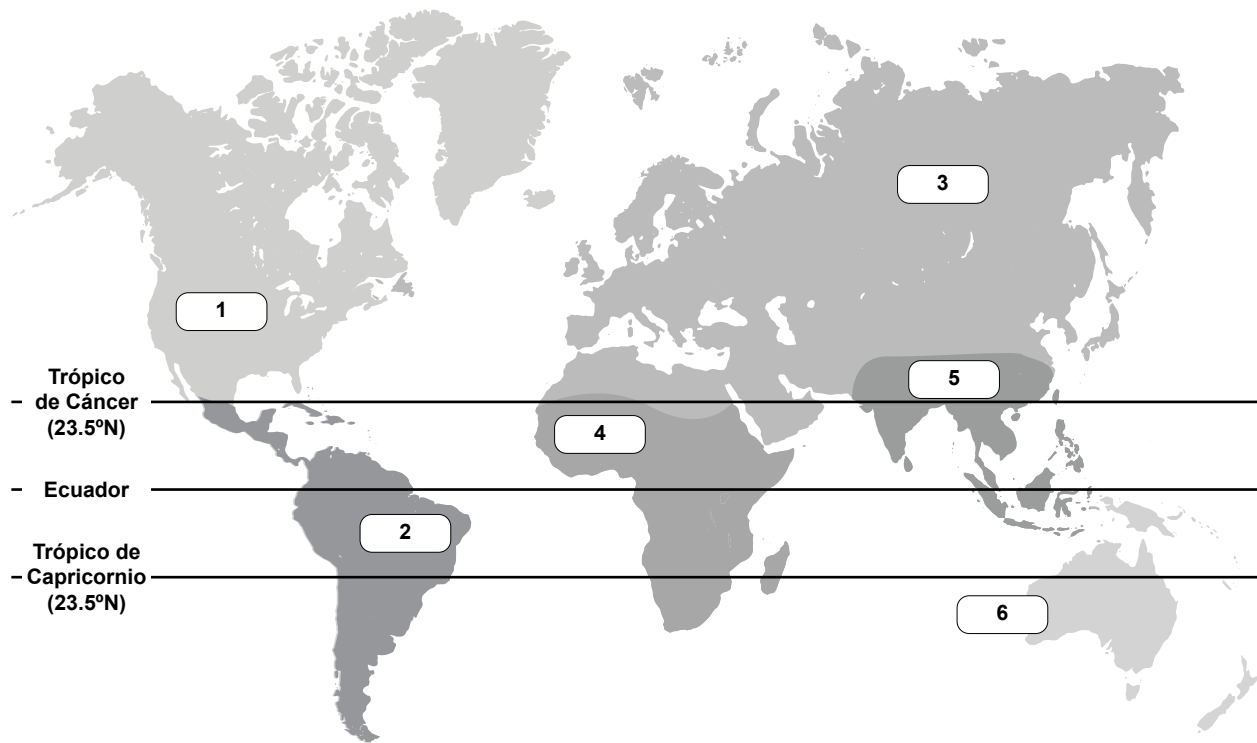 3
1
Trópico
de Cáncer
(23.5ºN)
5
4
Ecuador
2
Trópico de
Capricornio
(23.5ºN)
6